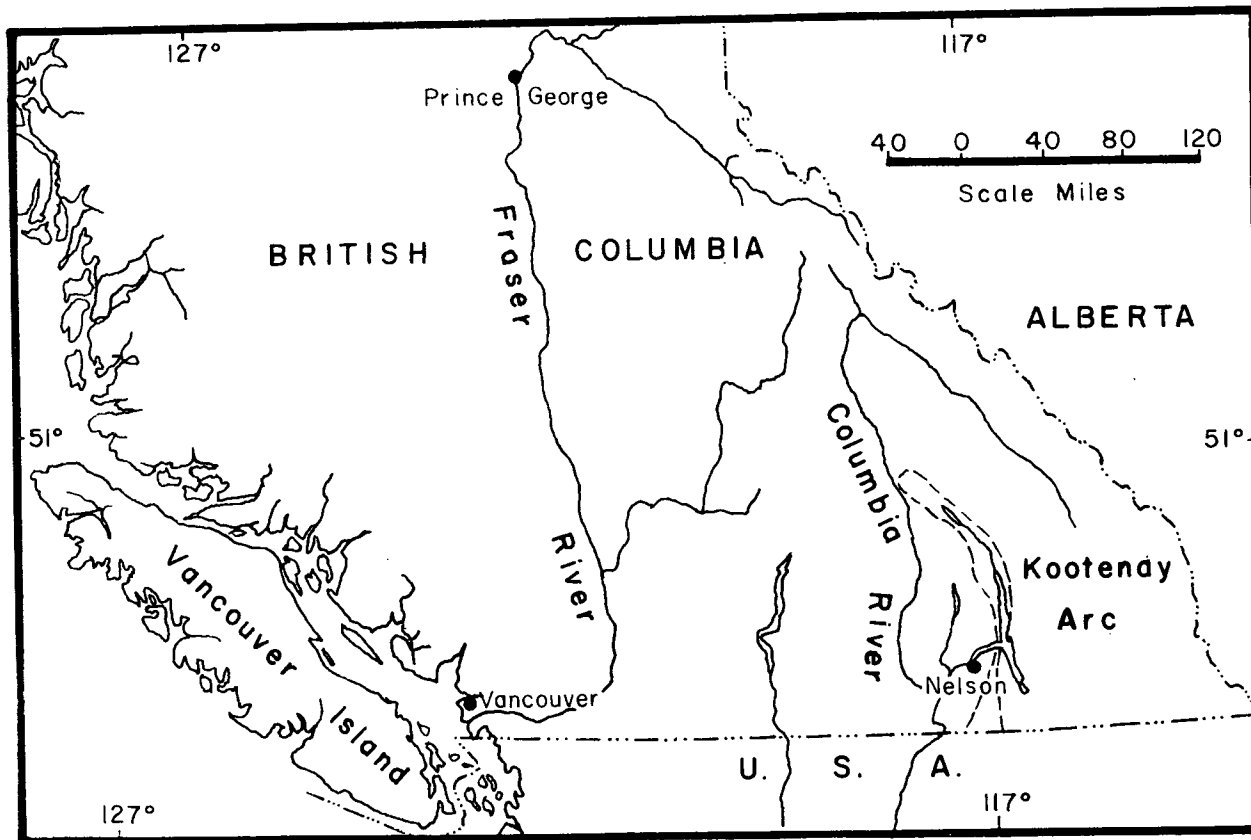 127°
117°
Prince George
40 0 40 80 120
Scale Miles
BRITISH COLUMBIA
Fraser
River
ALBERTA
51°
51°
Columbia
River
Kootenay
Arc
Vancouver
Island
Vancouver
Nelson
U. S. A.
127°
117°